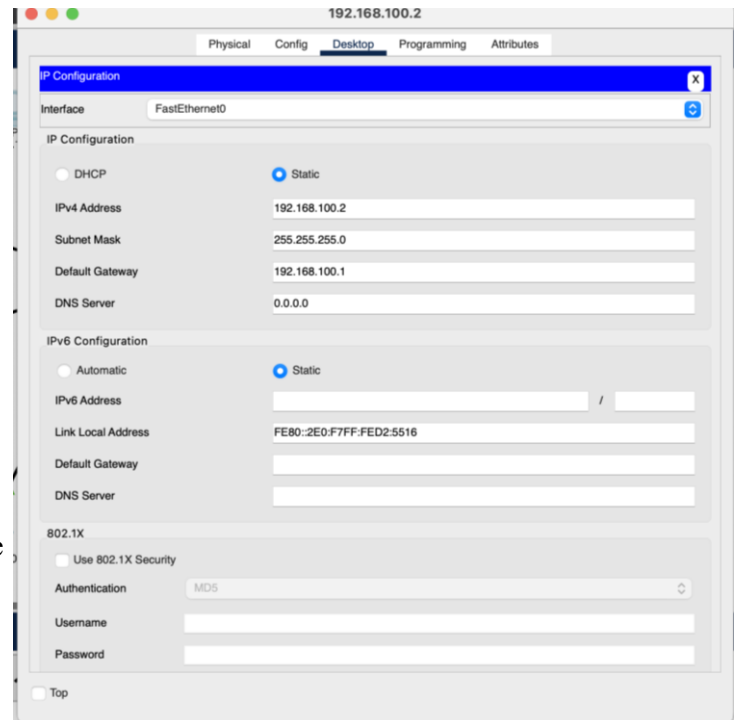 192.168.100.2
Physical Config Desktop Programming Attributes
IP Configuration X
Interface FastEthernet0
IP Configuration
DHCP Static
IPv4 Address 192.168.100.2
Subnet Mask 255.255.255.0
Default Gateway 192.168.100.1
DNS Server 0.0.0.0
IPv6 Configuration
Automatic Static
IPv6 Address /
Link Local Address FE80::2E0:F7FF:FED2:5516
Default Gateway
DNS Server
802.1X
Use 802.1X Security
Authentication MD5
Username
Password
Top